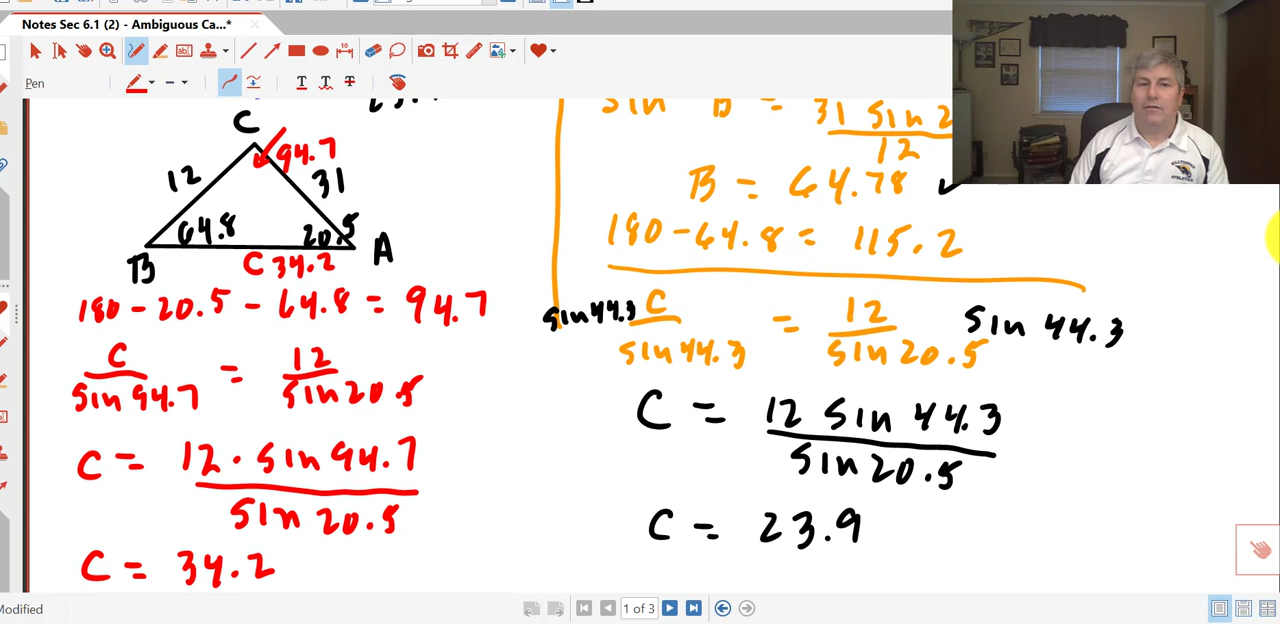 Notes Sec 6.1 (2) - Ambiguous Ca...*
Pen
C
94.7
12
31
64.8
20.5
B
C 34.2
A
180 - 20.5 - 64.8 = 94.7
C / sin 94.7 = 12 / sin 20.5
C = 12 · sin 94.7 / sin 20.5
C = 34.2
sin B = 31 sin 2 / 12
B = 64.78
180 - 64.8 = 115.2
sin 44.3 C / sin 44.3 = 12 / sin 20.5 sin 44.3
C = 12 sin 44.3 / sin 20.5
C = 23.9
Modified
1 of 3